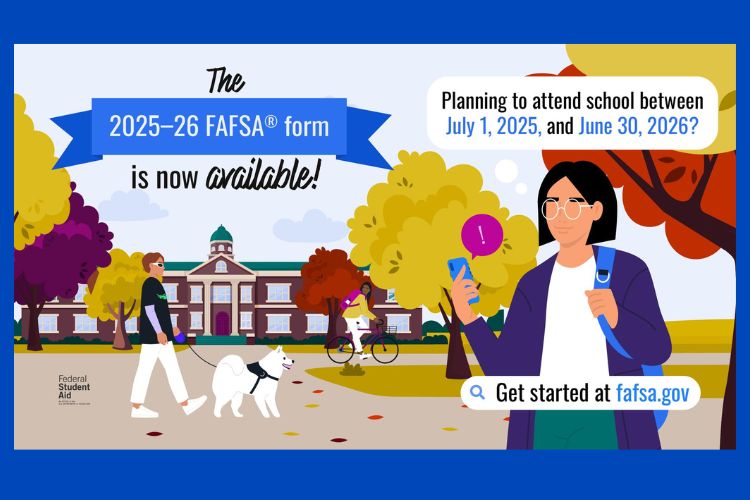 The
2025–26 FAFSA® form
is now available!
Planning to attend school between
July 1, 2025, and June 30, 2026?
!
Get started at fafsa.gov
Federal
Student
Aid